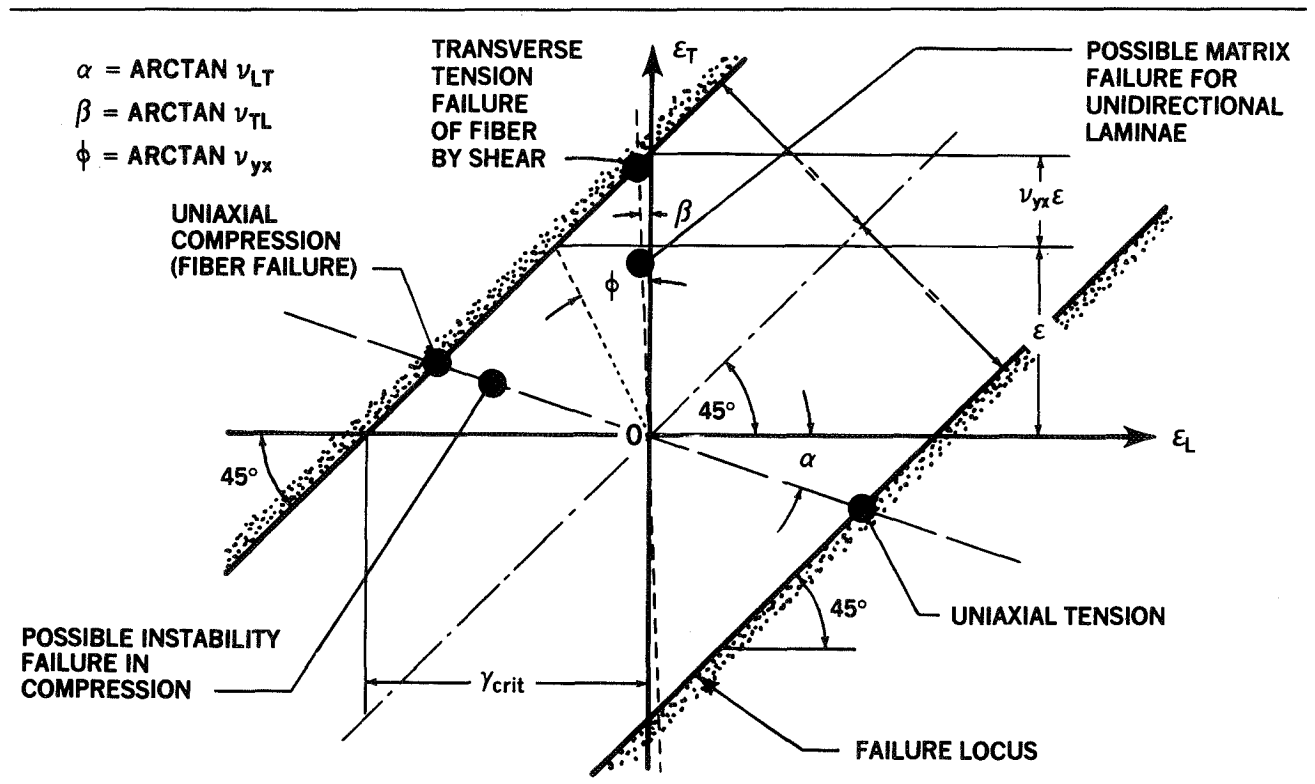 α = ARCTAN ν_LT
β = ARCTAN ν_TL
ϕ = ARCTAN ν_yx
TRANSVERSE
TENSION
FAILURE
OF FIBER
BY SHEAR
ε_T
POSSIBLE MATRIX
FAILURE FOR
UNIDIRECTIONAL
LAMINAE
UNIAXIAL
COMPRESSION
(FIBER FAILURE)
β
ν_yx ε
ϕ
ε
45°
45°
O
α
ε_L
45°
UNIAXIAL TENSION
POSSIBLE INSTABILITY
FAILURE IN
COMPRESSION
γ_crit
FAILURE LOCUS